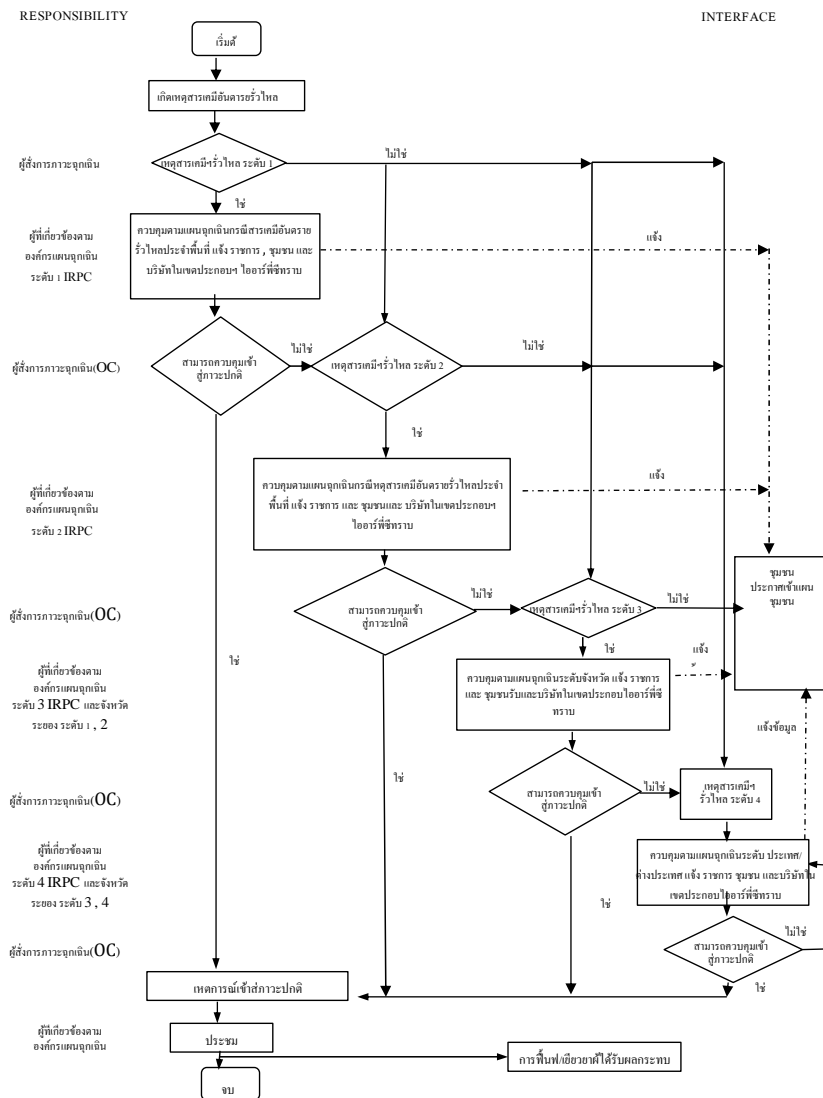 RESPONSIBILITY
INTERFACE
เริ่มต้
เกิดเหตุสารเคมีอันตารยรั่วไหล
ผู้สั่งการภาวะฉุกเฉิน
เหตุสารเคมีฯรั่วไหล ระดับ 1
ไม่ใช่
ใช่
ผู้ที่เกี่ยวข้องตาม
องค์กรแผนฉุกเฉิน
ระดับ 1 IRPC
ควบคุมตามแผนฉุกเฉินกรณีสารเคมีอันตราย
รั่วไหลประจำพื้นที่ แจ้ง ราชการ , ชุมชน และ
บริษัทในเขตประกอบฯ ไออาร์พี่ซีทราบ
แจ้ง
ผู้สั่งการภาวะฉุกเฉิน(OC)
สามารถควบคุมเข้า
สู่ภาวะปกติ
ไม่ใช่
เหตุสารเคมีฯรั่วไหล ระดับ 2
ไม่ใช่
ใช่
ผู้ที่เกี่ยวข้องตาม
องค์กรแผนฉุกเฉิน
ระดับ 2 IRPC
ควบคุมตามแผนฉุกเฉินกรณีหตุสารเคมีอันตรายรั่วไหลประจำ
พื้นที่ แจ้ง ราชการ และ ชุมชนและ บริษัทในเขตประกอบฯ
ไออาร์พี่ซีทราบ
แจ้ง
ชุมชน
ประกาศเข้าแผน
ชุมชน
ผู้สั่งการภาวะฉุกเฉิน(OC)
สามารถควบคุมเข้า
สู่ภาวะปกติ
ไม่ใช่
เหตุสารเคมีฯรั่วไหล ระดับ 3
ไม่ใช่
ใช่
ใช่
แจ้ง
ผู้ที่เกี่ยวข้องตาม
องค์กรแผนฉุกเฉิน
ระดับ 3 IRPC และจังหวัด
ระยอง ระดับ 1 , 2
ควบคุมตามแผนฉุกเฉินระดับจังหวัด แจ้ง ราชการ
และ ชุมชนรับและบริษัทในเขตประกอบไออาร์พี่ซี
ทราบ
แจ้งข้อมูล
ใช่
ผู้สั่งการภาวะฉุกเฉิน(OC)
สามารถควบคุมเข้า
สู่ภาวะปกติ
ไม่ใช่
เหตุสารเคมีฯ
รั่วไหล ระดับ 4
ผู้ที่เกี่ยวข้องตาม
องค์กรแผนฉุกเฉิน
ระดับ 4 IRPC และจังหวัด
ระยอง ระดับ 3 , 4
ควบคุมตามแผนฉุกเฉินระดับ ประเทศ/
ต่างประเทศ แจ้ง ราชการ ชุมชน และบริษัทใน
เขตประกอบไออาร์พี่ซีทราบ
ใช่
ผู้สั่งการภาวะฉุกเฉิน(OC)
สามารถควบคุมเข้า
สู่ภาวะปกติ
ไม่ใช่
ใช่
เหตการณ์เข้าส่ภาวะปกติ
ผู้ที่เกี่ยวข้องตาม
องค์กรแผนฉุกเฉิน
ประชม
การฟื้นฟ/เยียวยาผ้ได้รับผลกระทบ
จบ